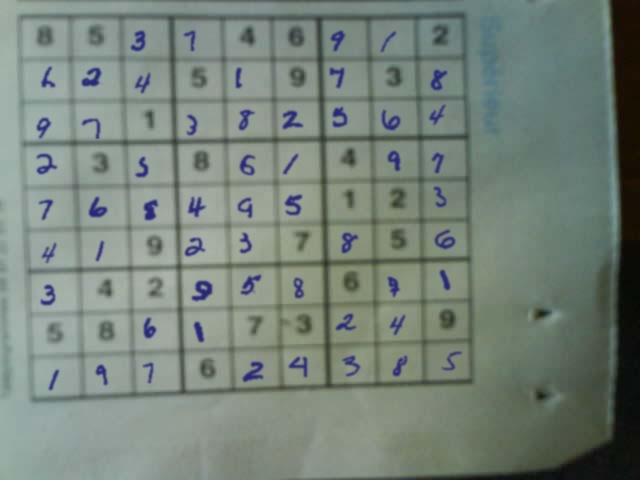 8 5 3 7 4 6 9 1 2
6 2 4 5 1 9 7 3 8
9 7 1 3 8 2 5 6 4
2 3 5 8 6 1 4 9 7
7 6 8 4 9 5 1 2 3
4 1 9 2 3 7 8 5 6
3 4 2 9 5 8 6 7 1
5 8 6 1 7 3 2 4 9
1 9 7 6 2 4 3 8 5